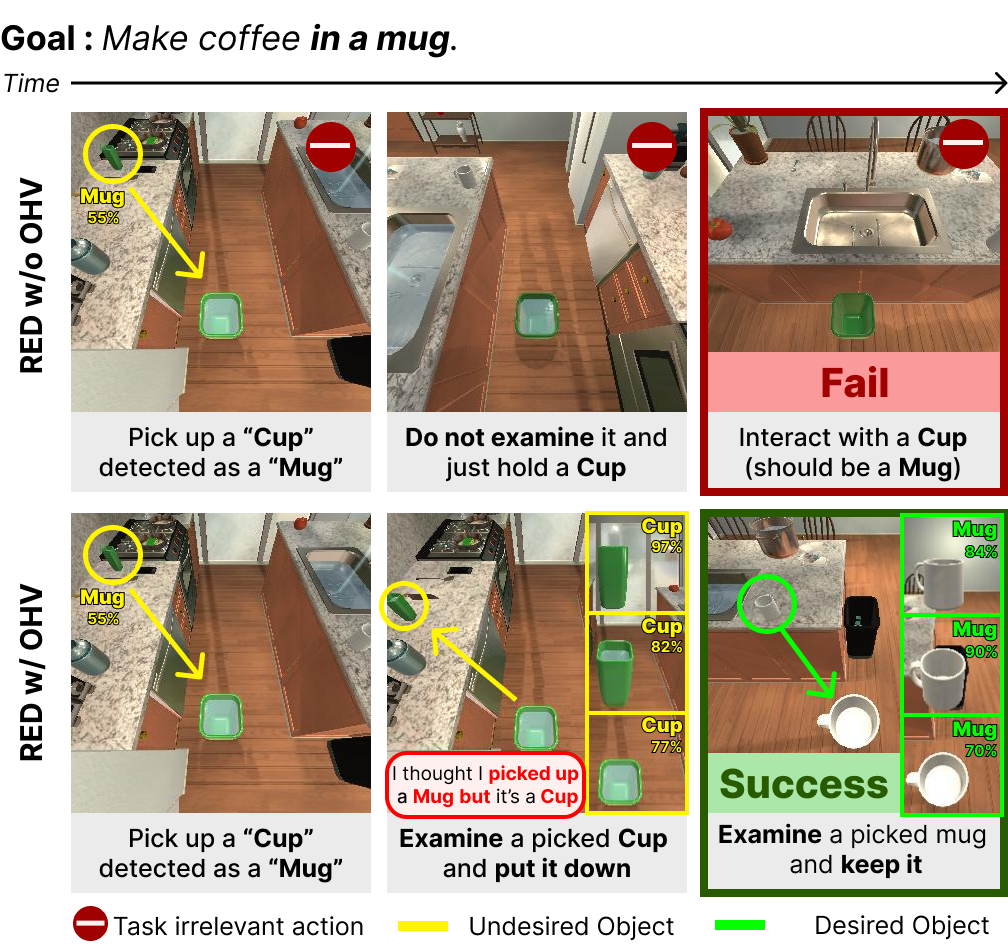 Goal : Make coffee in a mug.
Time
RED w/o OHV
Mug
55%
Pick up a “Cup”
detected as a “Mug”
Do not examine it and
just hold a Cup
Fail
Interact with a Cup
(should be a Mug)
RED w/ OHV
Mug
55%
Pick up a “Cup”
detected as a “Mug”
Cup
97%
Cup
82%
Cup
77%
I thought I picked up
a Mug but it’s a Cup
Examine a picked Cup
and put it down
Mug
84%
Mug
90%
Mug
70%
Success
Examine a picked mug
and keep it
Task irrelevant action
Undesired Object
Desired Object